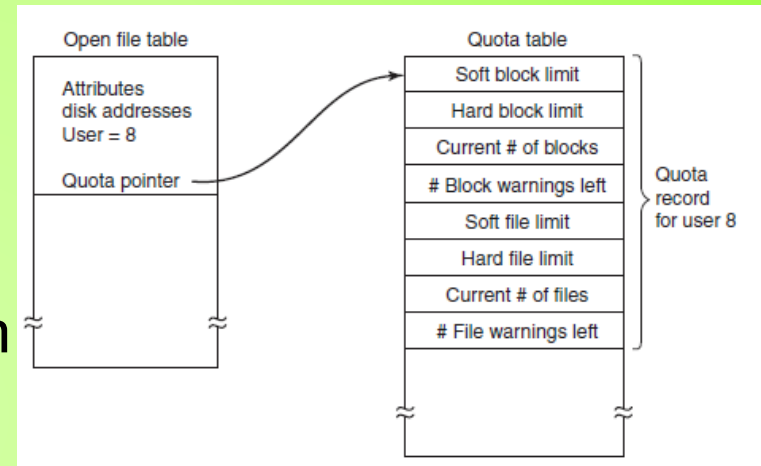 Open file table
Attributes
disk addresses
User = 8
Quota pointer
Quota table
Soft block limit
Hard block limit
Current # of blocks
# Block warnings left
Soft file limit
Hard file limit
Current # of files
# File warnings left
Quota
record
for user 8